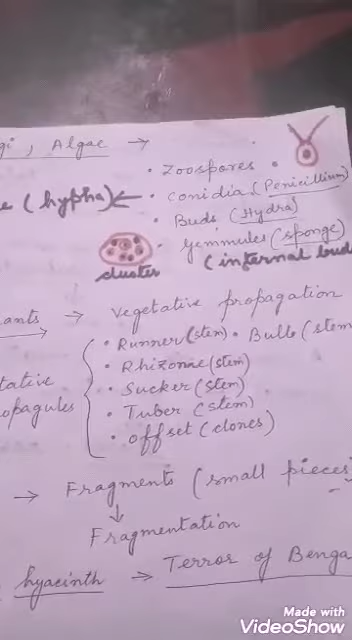 Algae →
• Zoospores •
(hypha) ← • Conidia (Penicillium)
• Buds (Hydra)
• Gemmules (sponge)
cluster (internal bud
→ Vegetative propagation
• Runner (stem) • Bulb (stem
• Rhizome (stem)
• Sucker (stem)
• Tuber (stem)
• offset (clones)
→ Fragments (small pieces
↓
Fragmentation
hyacinth → Terror of Benga
Made with
VideoShow